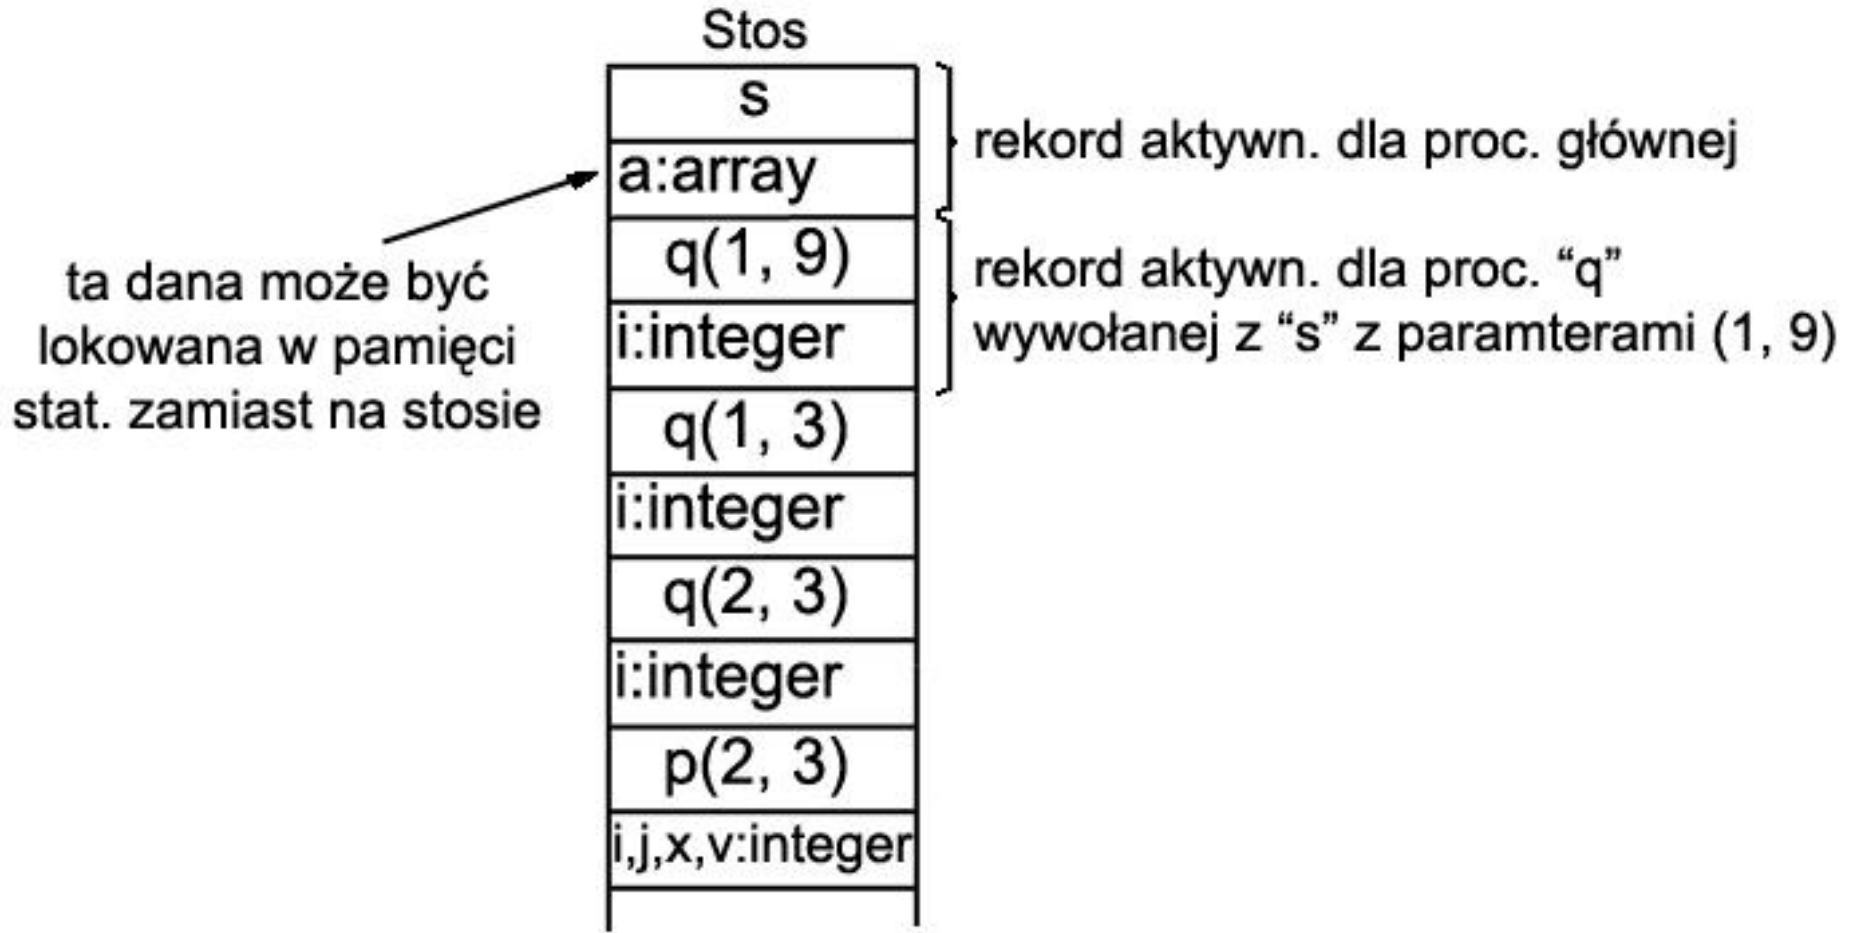 Stos
s
a:array
q(1, 9)
i:integer
q(1, 3)
i:integer
q(2, 3)
i:integer
p(2, 3)
i,j,x,v:integer
ta dana może być
lokowana w pamięci
stat. zamiast na stosie
rekord aktywn. dla proc. głównej
rekord aktywn. dla proc. “q”
wywołanej z “s” z paramterami (1, 9)